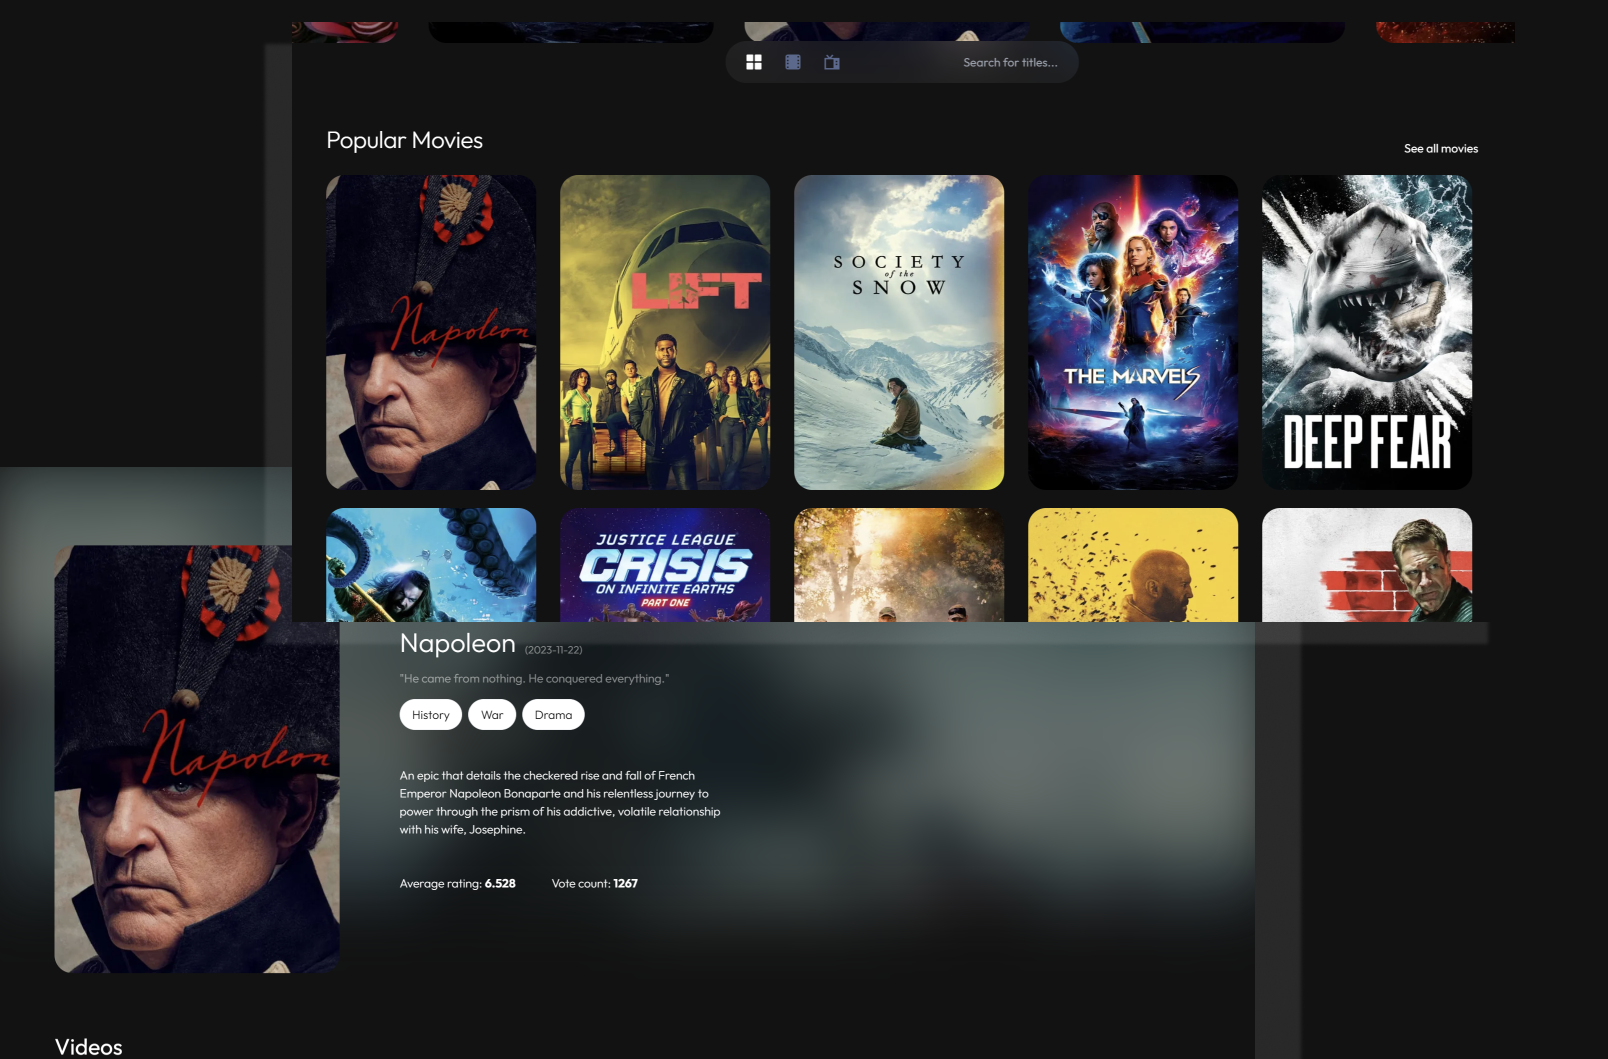 Search for titles...
Popular Movies
See all movies
Napoleon
LIFT
SOCIETY
of the
SNOW
THE MARVELS
DEEP FEAR
JUSTICE LEAGUE
CRISIS
ON INFINITE EARTHS
PART ONE
Napoleon
Napoleon (2023-11-22)
"He came from nothing. He conquered everything."
History War Drama
An epic that details the checkered rise and fall of French
Emperor Napoleon Bonaparte and his relentless journey to
power through the prism of his addictive, volatile relationship
with his wife, Josephine.
Average rating: 6.528 Vote count: 1267
Videos